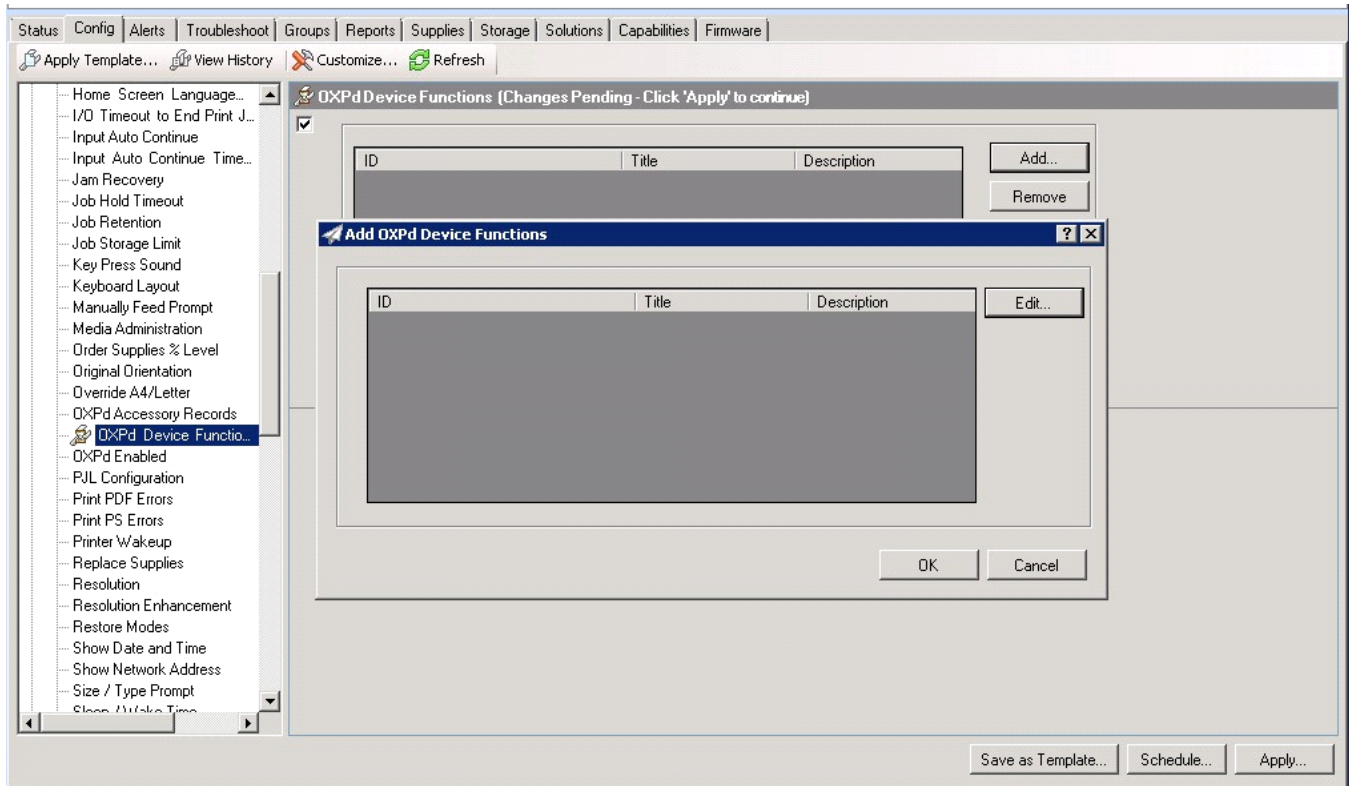 Status Config Alerts Troubleshoot Groups Reports Supplies Storage Solutions Capabilities Firmware
Apply Template... View History Customize... Refresh
Home Screen Language...
I/O Timeout to End Print J...
Input Auto Continue
Input Auto Continue Time...
Jam Recovery
Job Hold Timeout
Job Retention
Job Storage Limit
Key Press Sound
Keyboard Layout
Manually Feed Prompt
Media Administration
Order Supplies % Level
Original Orientation
Override A4/Letter
OXPd Accessory Records
OXPd Device Functio...
OXPd Enabled
PJL Configuration
Print PDF Errors
Print PS Errors
Printer Wakeup
Replace Supplies
Resolution
Resolution Enhancement
Restore Modes
Show Date and Time
Show Network Address
Size / Type Prompt
OXPd Device Functions (Changes Pending - Click 'Apply' to continue)
ID Title Description
Add...
Remove
Add OXPd Device Functions
ID Title Description
Edit...
OK Cancel
Save as Template... Schedule... Apply...